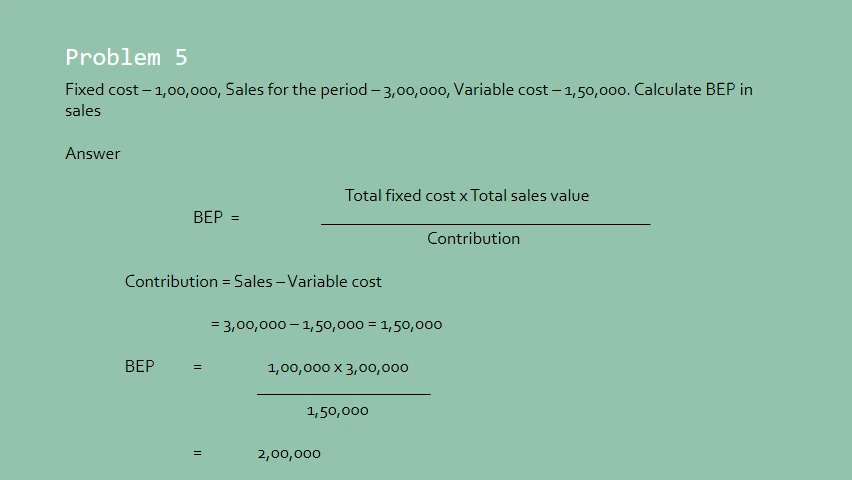 Problem 5
Fixed cost – 1,00,000, Sales for the period – 3,00,000, Variable cost – 1,50,000. Calculate BEP in
sales
Answer
Total fixed cost x Total sales value
BEP =
Contribution
Contribution = Sales – Variable cost
= 3,00,000 – 1,50,000 = 1,50,000
BEP = 1,00,000 x 3,00,000
1,50,000
= 2,00,000